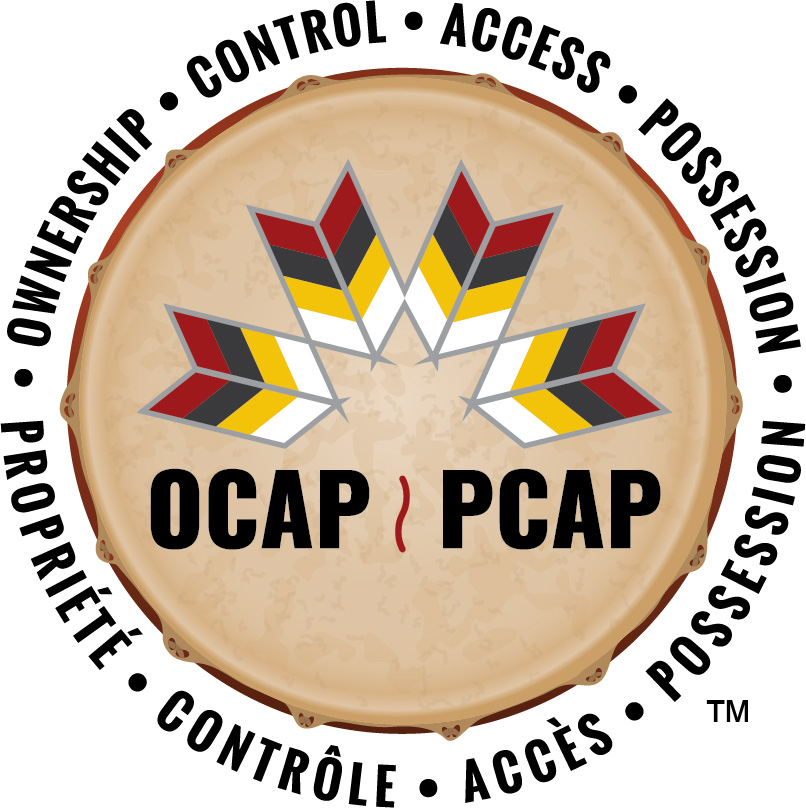 • OWNERSHIP • CONTROL • ACCESS • POSSESSION •
OCAP PCAP
PROPRIÉTÉ • CONTRÔLE • ACCÈS • POSSESSION
TM